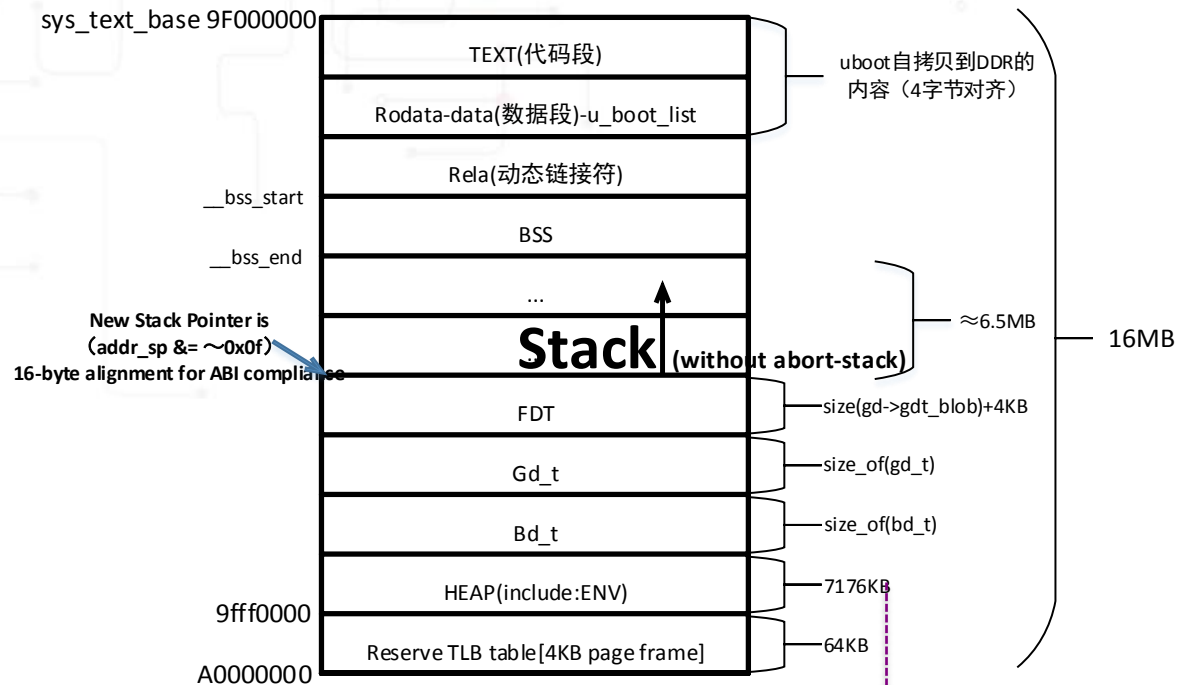 sys_text_base 9F000000
TEXT(代码段)
uboot自拷贝到DDR的
内容（4字节对齐）
Rodata-data(数据段)-u_boot_list
Rela(动态链接符)
__bss_start
BSS
__bss_end
...
≈6.5MB
16MB
New Stack Pointer is
（addr_sp &= ～0x0f）
16-byte alignment for ABI compliance
Stack (without abort-stack)
FDT
size(gd->gdt_blob)+4KB
Gd_t
size_of(gd_t)
Bd_t
size_of(bd_t)
HEAP(include:ENV)
7176KB
9fff0000
Reserve TLB table[4KB page frame]
64KB
A0000000